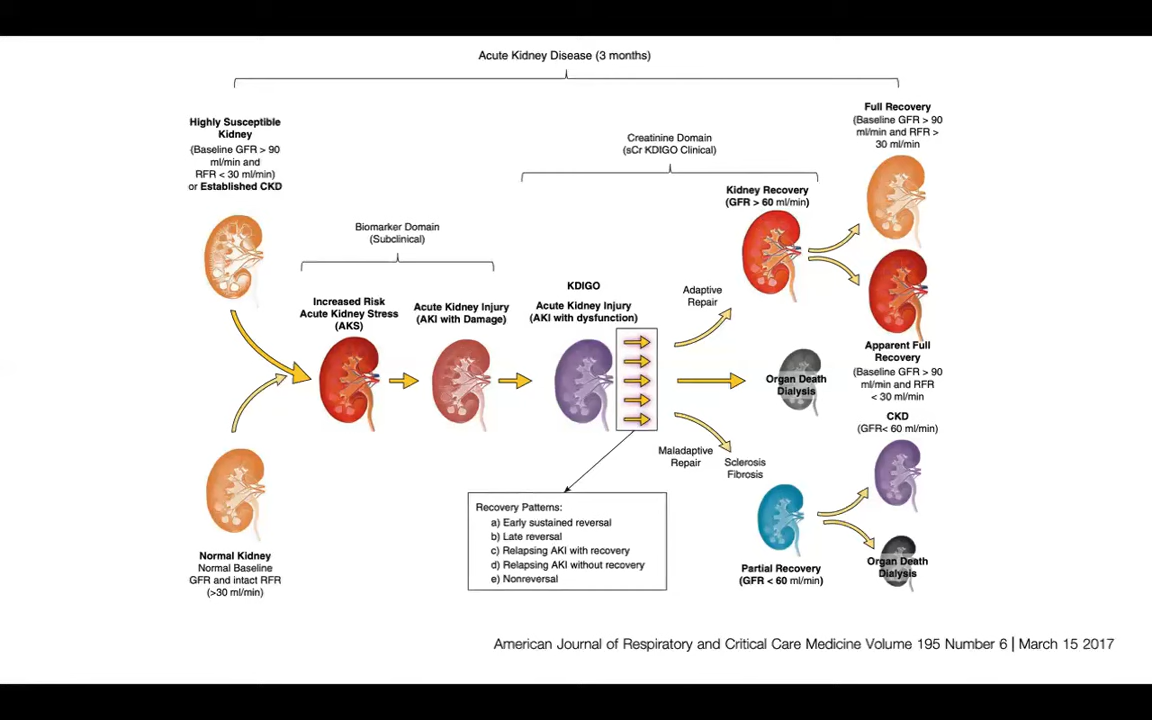 Acute Kidney Disease (3 months)
Highly Susceptible
Kidney
(Baseline GFR > 90
ml/min and
RFR < 30 ml/min)
or Established CKD
Normal Kidney
Normal Baseline
GFR and intact RFR
(>30 ml/min)
Biomarker Domain
(Subclinical)
Increased Risk
Acute Kidney Stress
(AKS)
Acute Kidney Injury
(AKI with Damage)
Creatinine Domain
(sCr KDIGO Clinical)
KDIGO
Acute Kidney Injury
(AKI with dysfunction)
Recovery Patterns:
a) Early sustained reversal
b) Late reversal
c) Relapsing AKI with recovery
d) Relapsing AKI without recovery
e) Nonreversal
Adaptive
Repair
Kidney Recovery
(GFR > 60 ml/min)
Full Recovery
(Baseline GFR > 90
ml/min and RFR >
30 ml/min
Apparent Full
Recovery
(Baseline GFR > 90
ml/min and RFR
< 30 ml/min
Organ Death
Dialysis
Maladaptive
Repair
Sclerosis
Fibrosis
Partial Recovery
(GFR < 60 ml/min)
CKD
(GFR< 60 ml/min)
Organ Death
Dialysis
American Journal of Respiratory and Critical Care Medicine Volume 195 Number 6 | March 15 2017